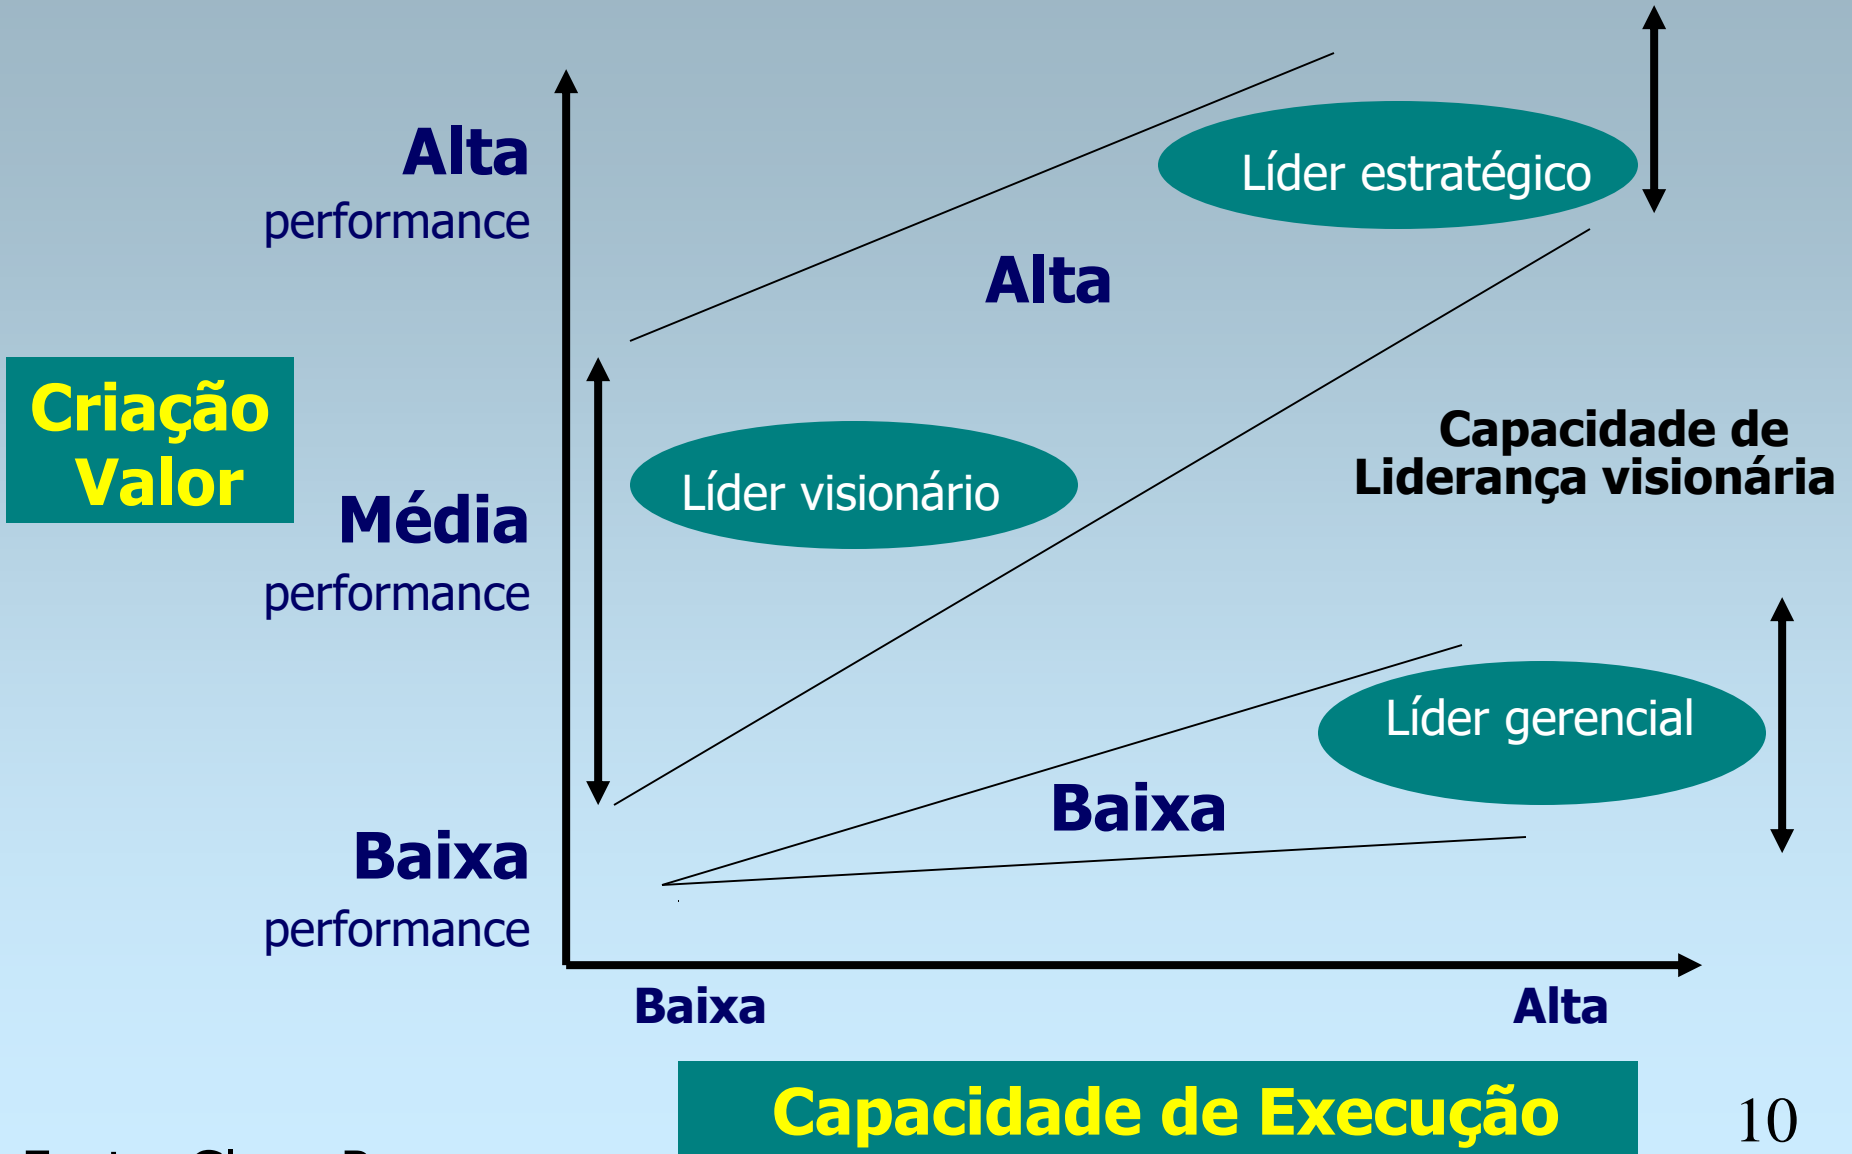 Alta
performance
Líder estratégico
Alta
Criação
Valor
Capacidade de
Liderança visionária
Líder visionário
Média
performance
Líder gerencial
Baixa
Baixa
performance
Baixa
Alta
Capacidade de Execução
10